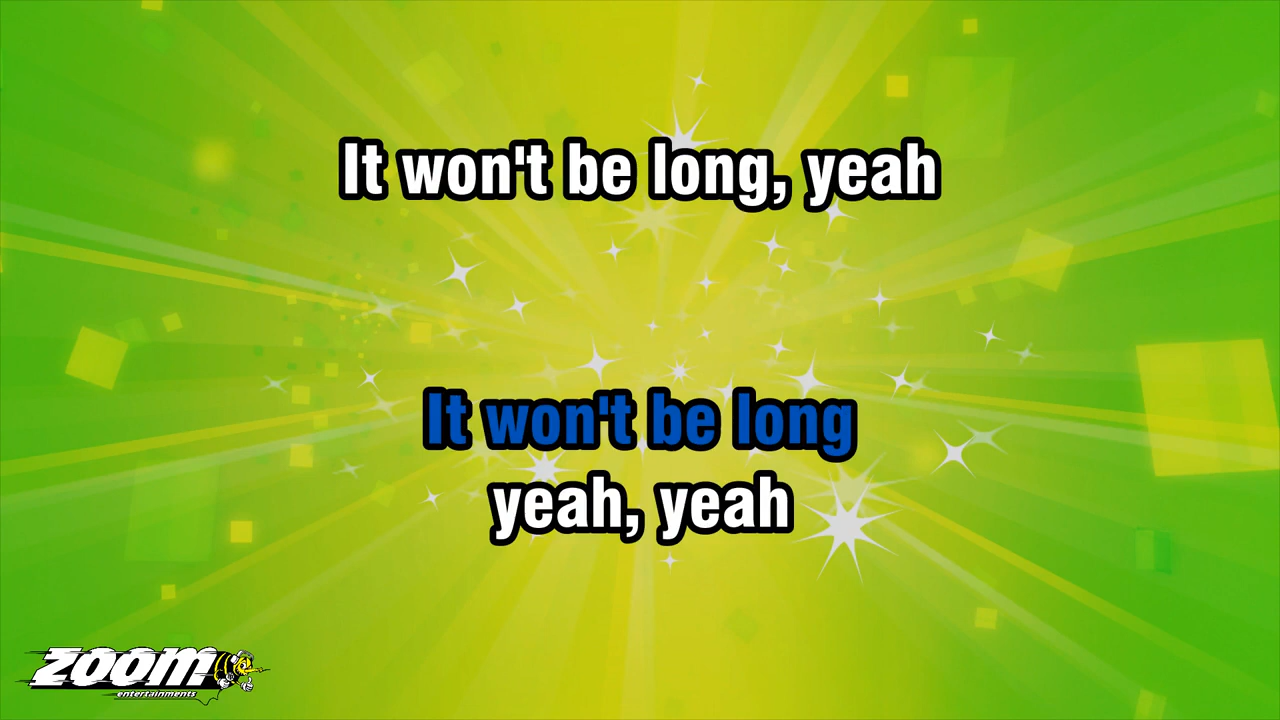 It won't be long, yeah
It won't be long
yeah, yeah
ZOOM
entertainments